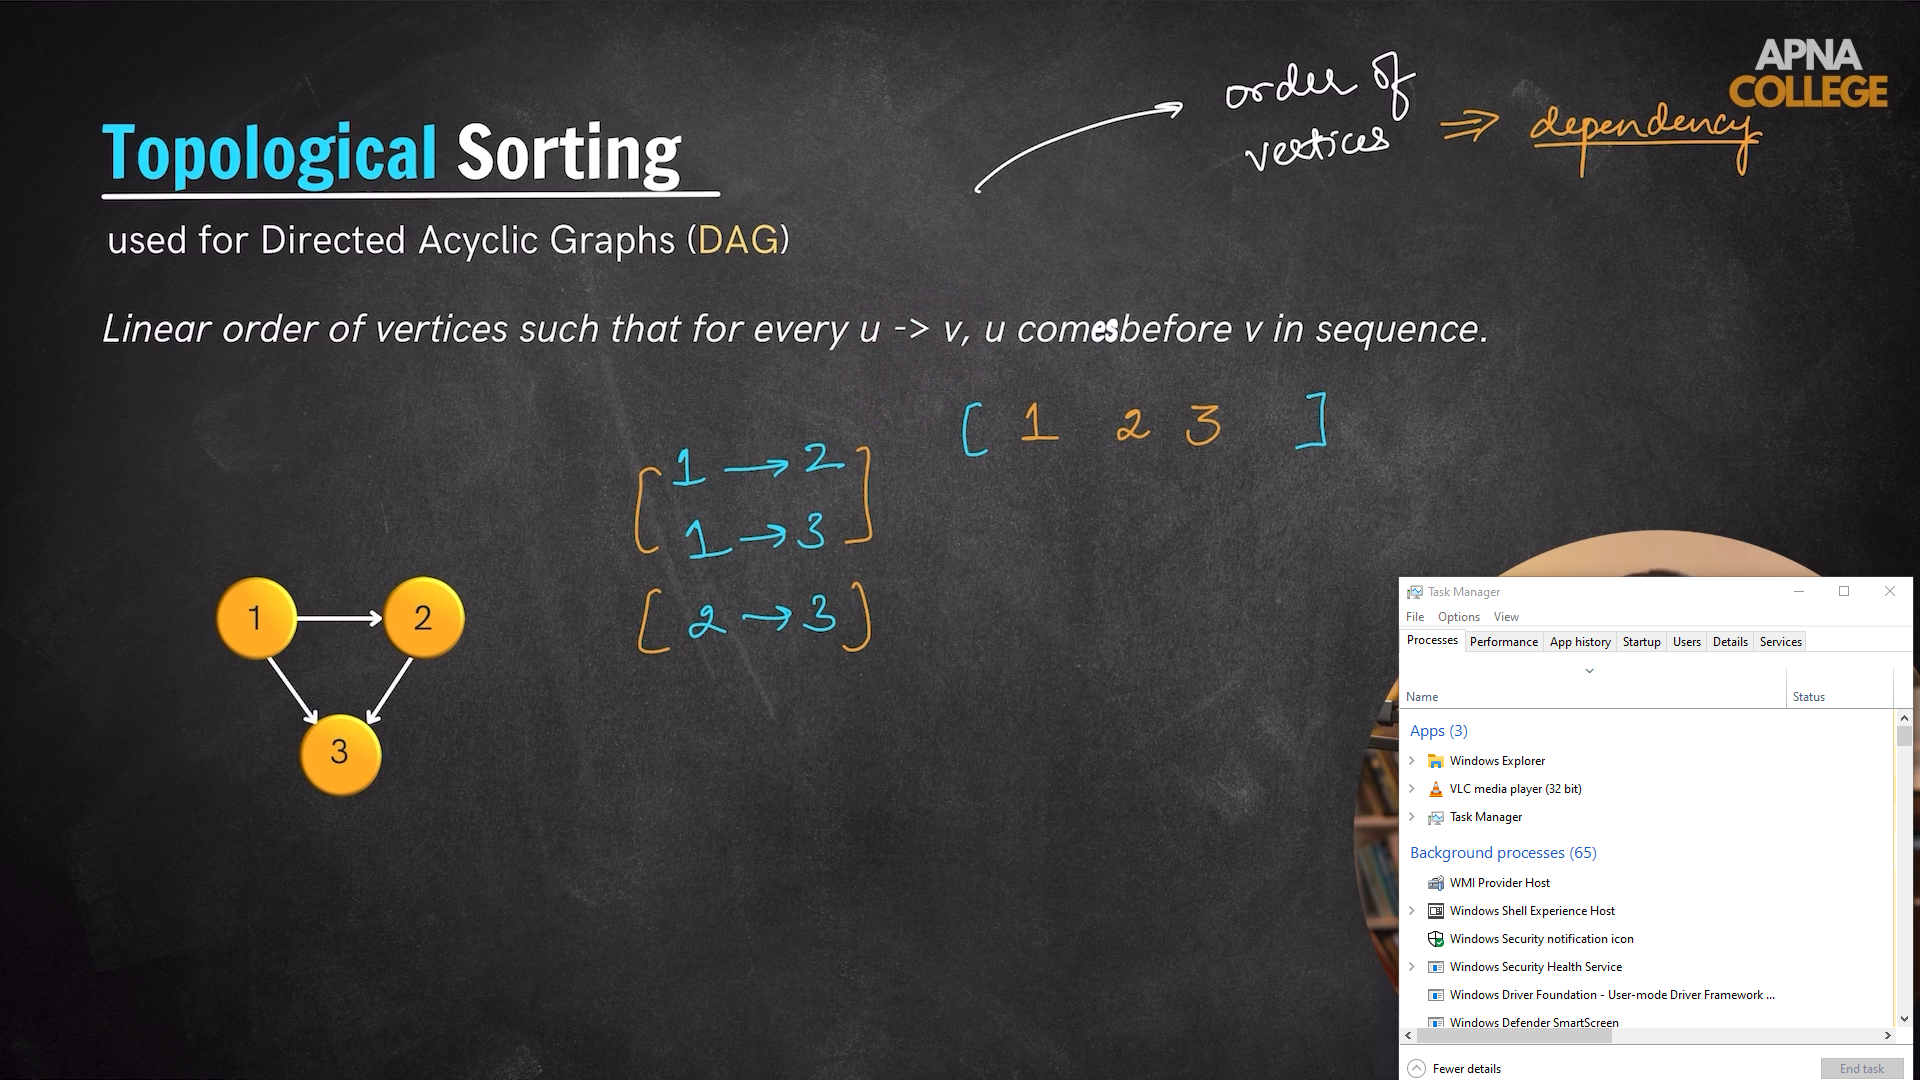 APNA
COLLEGE
order of
vertices ⇒ dependency
Topological Sorting
used for Directed Acyclic Graphs (DAG)
Linear order of vertices such that for every u -> v, u comes before v in sequence.
[ 1 2 3 ]
1 → 2
1 → 3
2 → 3
1
2
3
Task Manager
File Options View
Processes Performance App history Startup Users Details Services
Name Status
Apps (3)
Windows Explorer
VLC media player (32 bit)
Task Manager
Background processes (65)
WMI Provider Host
Windows Shell Experience Host
Windows Security notification icon
Windows Security Health Service
Windows Driver Foundation - User-mode Driver Framework ...
Windows Defender SmartScreen
Fewer details
End task